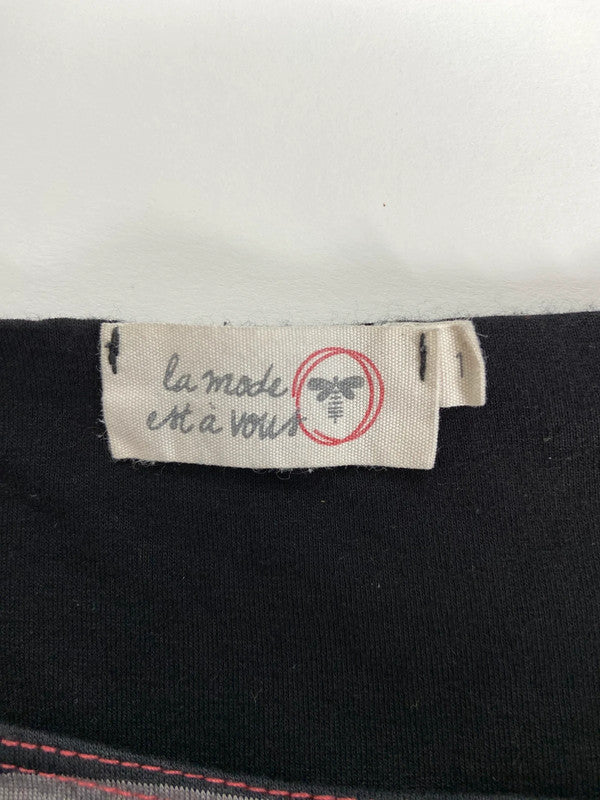 la mode
est à vous
1